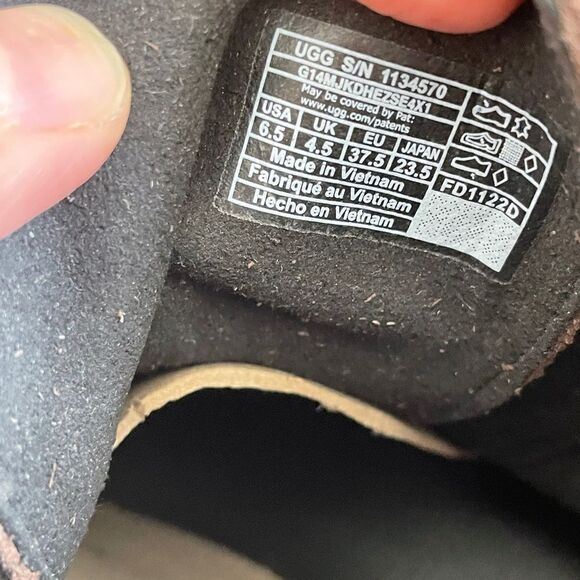 UGG S/N 1134570
G14MJKDHEZSE4X1
May be covered by Pat:
www.ugg.com/patents
USA UK EU JAPAN
6.5 4.5 37.5 23.5
Made in Vietnam
Fabriqué au Vietnam
Hecho en Vietnam
FD1122D